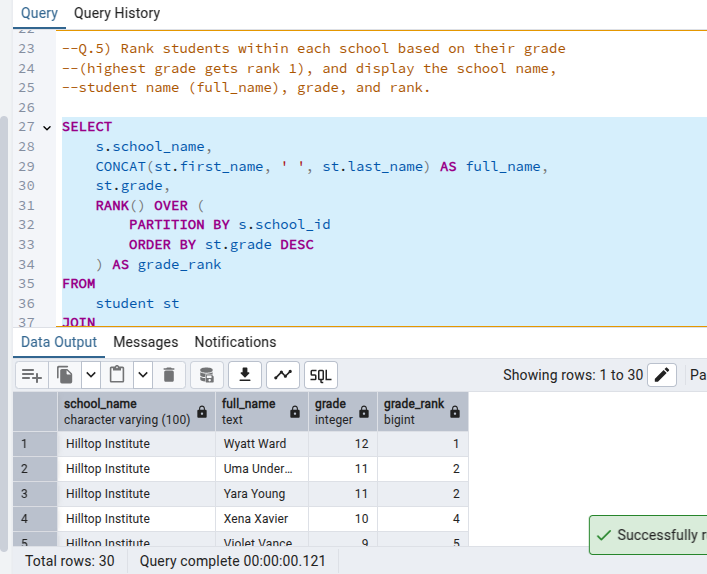 Query Query History
23 --Q.5) Rank students within each school based on their grade
24 --(highest grade gets rank 1), and display the school name,
25 --student name (full_name), grade, and rank.
26
27 SELECT
28 s.school_name,
29 CONCAT(st.first_name, ' ', st.last_name) AS full_name,
30 st.grade,
31 RANK() OVER (
32 PARTITION BY s.school_id
33 ORDER BY st.grade DESC
34 ) AS grade_rank
35 FROM
36 student st
37 JOIN
Data Output Messages Notifications
SQL Showing rows: 1 to 30
school_name full_name grade grade_rank
character varying (100) text integer bigint
1 Hilltop Institute Wyatt Ward 12 1
2 Hilltop Institute Uma Under... 11 2
3 Hilltop Institute Yara Young 11 2
4 Hilltop Institute Xena Xavier 10 4
5 Hilltop Institute Violet Vance 9 5
Successfully
Total rows: 30 Query complete 00:00:00.121